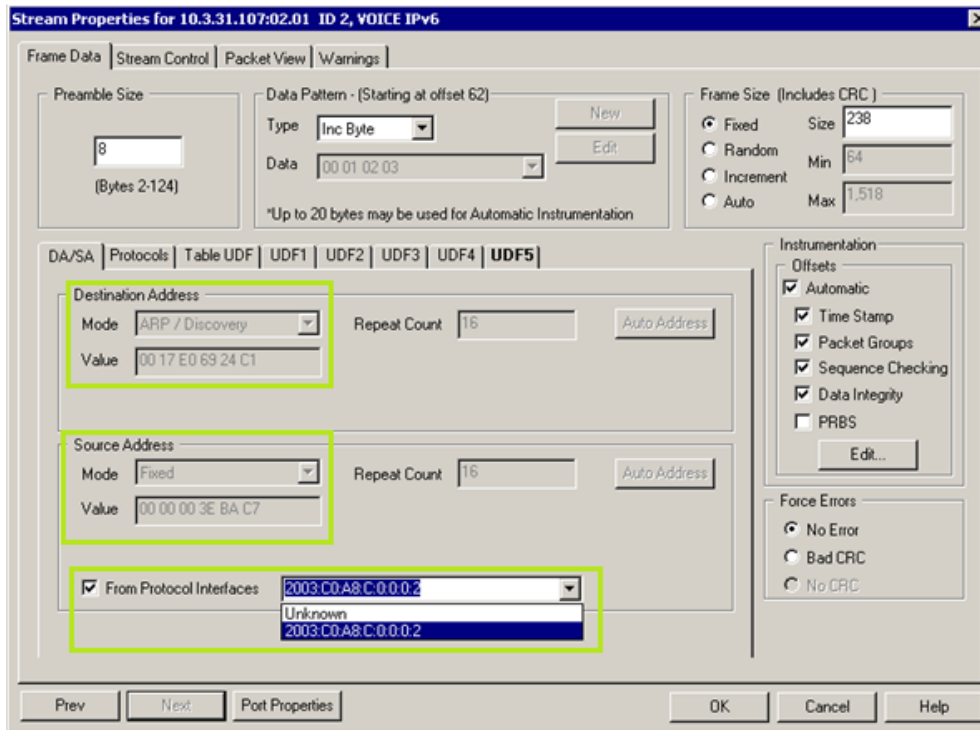 Stream Properties for 10.3.31.107:02.01 ID 2, VOICE IPv6
Frame Data Stream Control Packet View Warnings
Preamble Size
8
(Bytes 2-124)
Data Pattern - (Starting at offset 62)
Type Inc Byte
Data 00 01 02 03
New
Edit
*Up to 20 bytes may be used for Automatic Instrumentation
Frame Size (Includes CRC )
Fixed Size 238
Random Min 64
Increment
Auto Max 1,518
DA/SA Protocols Table UDF UDF1 UDF2 UDF3 UDF4 UDF5
Destination Address
Mode ARP / Discovery Repeat Count 16 Auto Address
Value 00 17 E0 69 24 C1
Source Address
Mode Fixed Repeat Count 16 Auto Address
Value 00 00 00 3E BA C7
From Protocol Interfaces 2003:C0:A8:C:0:0:0:2
Unknown
2003:C0:A8:C:0:0:0:2
Instrumentation
Offsets
Automatic
Time Stamp
Packet Groups
Sequence Checking
Data Integrity
PRBS
Edit...
Force Errors
No Error
Bad CRC
No CRC
Prev Next Port Properties OK Cancel Help